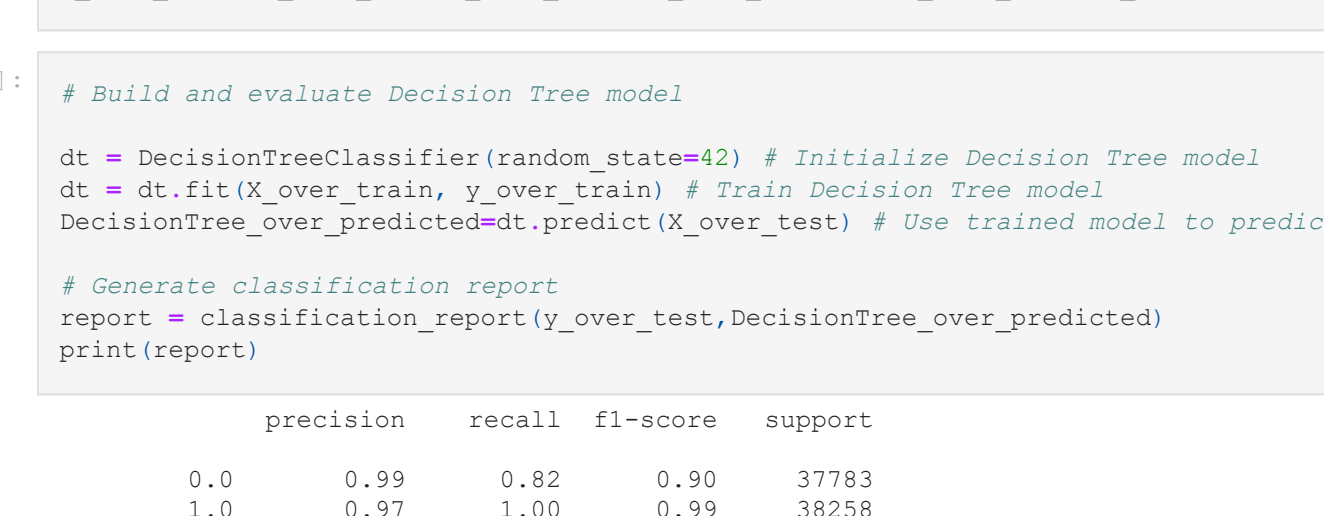 ]:
# Build and evaluate Decision Tree model
dt = DecisionTreeClassifier(random_state=42) # Initialize Decision Tree model
dt = dt.fit(X_over_train, y_over_train) # Train Decision Tree model
DecisionTree_over_predicted=dt.predict(X_over_test) # Use trained model to predic
# Generate classification report
report = classification_report(y_over_test,DecisionTree_over_predicted)
print(report)
precision recall f1-score support
0.0 0.99 0.82 0.90 37783
1.0 0.97 1.00 0.99 38258